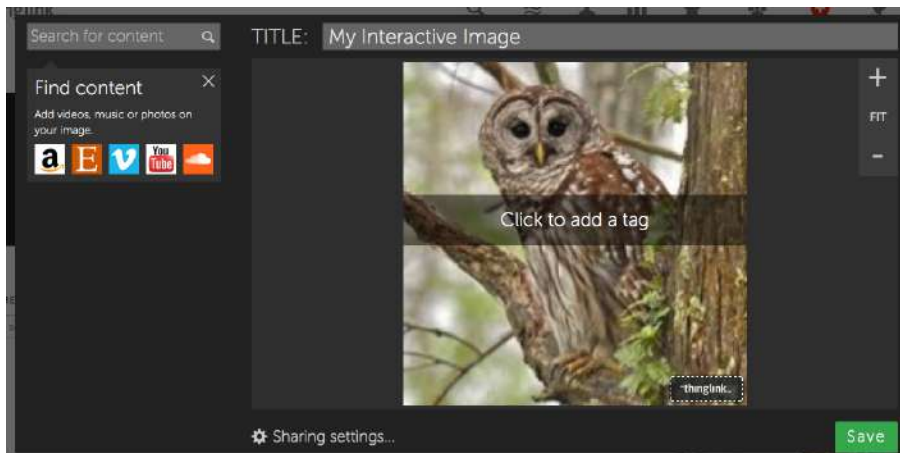 Search for content
TITLE: My Interactive Image
Find content
Add videos, music or photos on
your image.
a E You Tube
+
FIT
-
Click to add a tag
thinglink..
Sharing settings...
Save